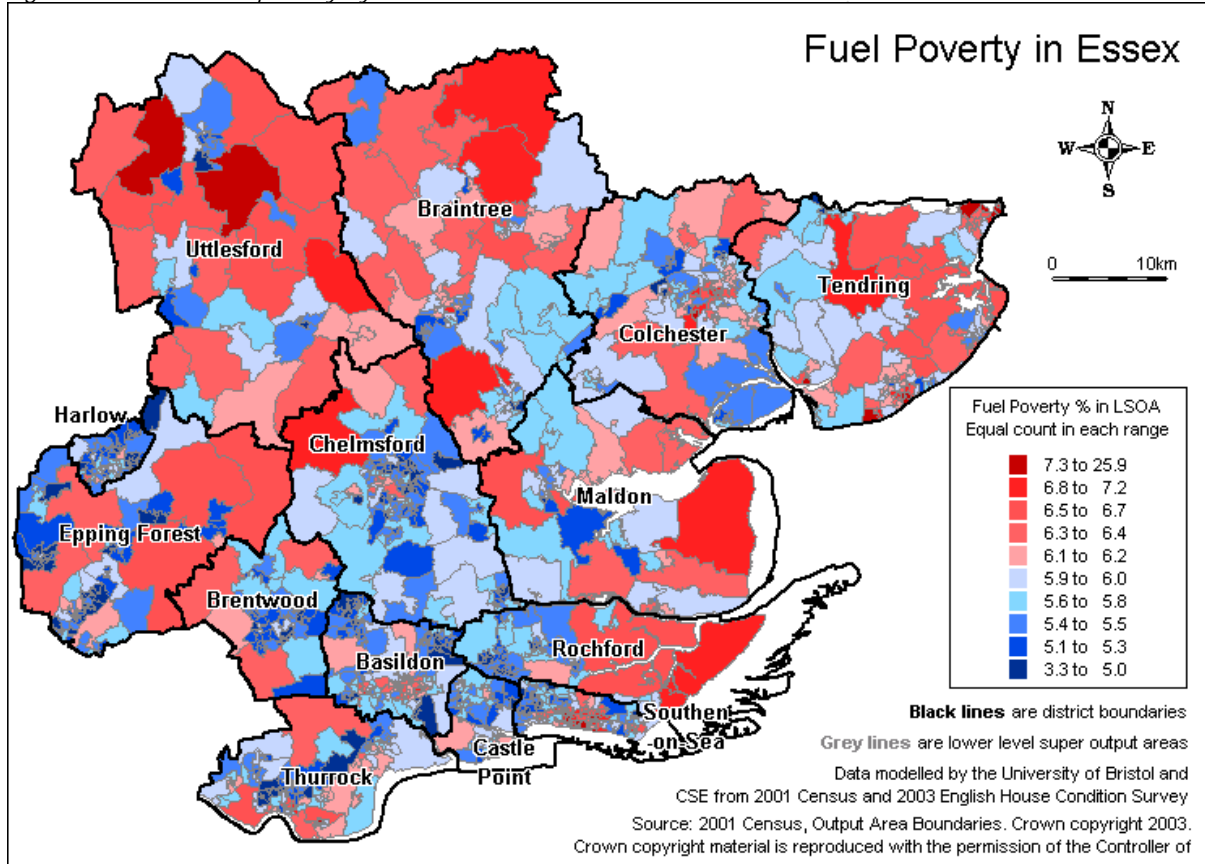 Fuel Poverty in Essex
N
W E
S
0 10km
Uttlesford
Braintree
Tendring
Colchester
Harlow
Chelmsford
Maldon
Epping Forest
Brentwood
Rochford
Basildon
Southen
-on-Sea
Castle
Point
Thurrock
Fuel Poverty % in LSOA
Equal count in each range
7.3 to 25.9
6.8 to 7.2
6.5 to 6.7
6.3 to 6.4
6.1 to 6.2
5.9 to 6.0
5.6 to 5.8
5.4 to 5.5
5.1 to 5.3
3.3 to 5.0
Black lines are district boundaries
Grey lines are lower level super output areas
Data modelled by the University of Bristol and
CSE from 2001 Census and 2003 English House Condition Survey
Source: 2001 Census, Output Area Boundaries. Crown copyright 2003.
Crown copyright material is reproduced with the permission of the Controller of